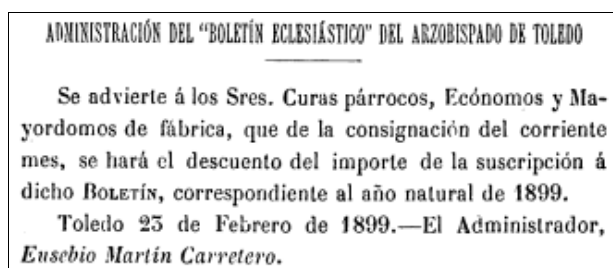 ADMINISTRACIÓN DEL "BOLETÍN ECLESIÁSTICO" DEL ARZOBISPADO DE TOLEDO
Se advierte á los Sres. Curas párrocos, Ecónomos y Ma-
yordomos de fábrica, que de la consignación del corriente
mes, se hará el descuento del importe de la suscripción á
dicho BOLETÍN, correspondiente al año natural de 1899.
Toledo 23 de Febrero de 1899.—El Administrador,
Eusebio Martín Carretero.